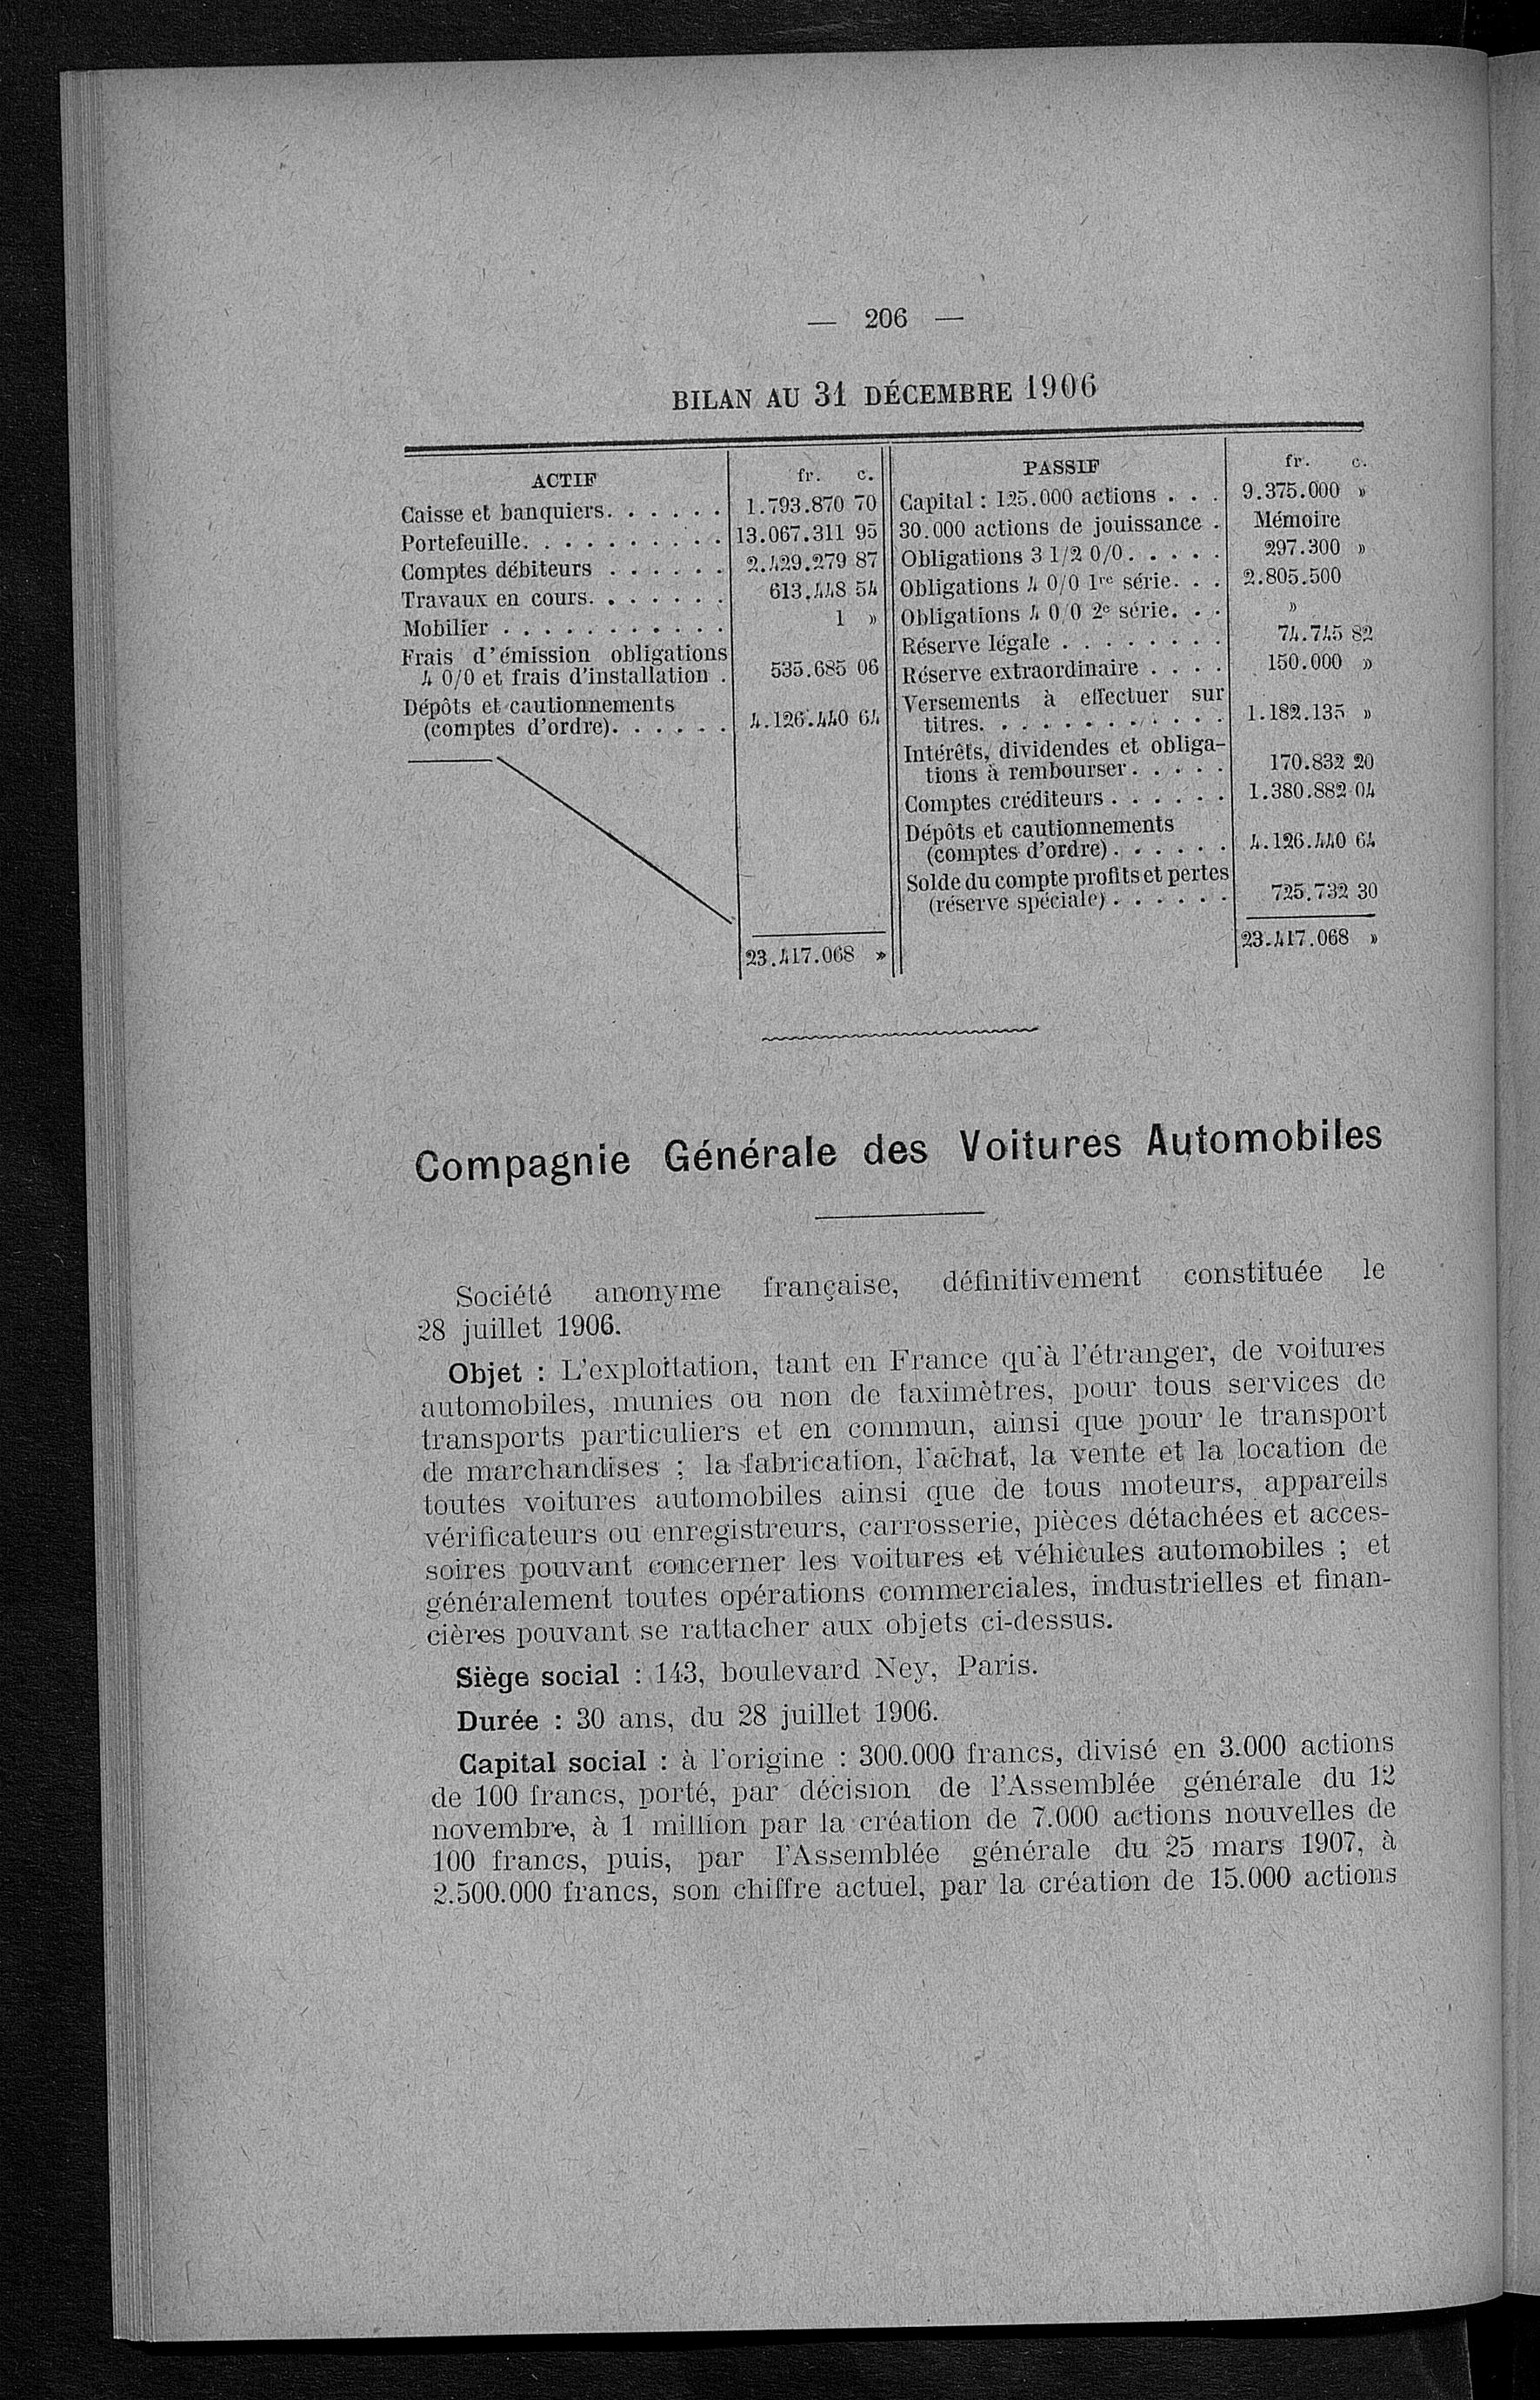 — 206 —
BILAN AU 31 DÉCEMBRE 1906
ACTIF fr. c.
Caisse et banquiers. . . . . . 1.793.870 70
Portefeuille. . . . . . . . . . 13.067.311 95
Comptes débiteurs . . . . . . 2.429.279 87
Travaux en cours. . . . . . . 613.448 54
Mobilier . . . . . . . . . . . 1 »
Frais d'émission obligations
4 0/0 et frais d'installation . 535.685 06
Dépôts et cautionnements
(comptes d'ordre). . . . . . 4.126.440 64
23.417.068 »
PASSIF fr. c.
Capital : 125.000 actions . . . 9.375.000 »
30.000 actions de jouissance . Mémoire
Obligations 3 1/2 0/0. . . . . 297.300 »
Obligations 4 0/0 1re série. . . 2.805.500
Obligations 4 0/0 2e série. . . »
Réserve légale . . . . . . . . 74.745 82
Réserve extraordinaire . . . . 150.000 »
Versements à effectuer sur
titres. . . . . . . . . . . . 1.182.135 »
Intérêts, dividendes et obliga-
tions à rembourser. . . . . 170.832 20
Comptes créditeurs . . . . . . 1.380.882 04
Dépôts et cautionnements
(comptes d'ordre) . . . . . . 4.126.440 64
Solde du compte profits et pertes
(réserve spéciale) . . . . . . 725.732 30
23.417.068 »
Compagnie Générale des Voitures Automobiles
Société anonyme française, définitivement constituée le
28 juillet 1906.
Objet : L'exploitation, tant en France qu'à l'étranger, de voitures
automobiles, munies ou non de taximètres, pour tous services de
transports particuliers et en commun, ainsi que pour le transport
de marchandises ; la fabrication, l'achat, la vente et la location de
toutes voitures automobiles ainsi que de tous moteurs, appareils
vérificateurs ou enregistreurs, carrosserie, pièces détachées et acces-
soires pouvant concerner les voitures et véhicules automobiles ; et
généralement toutes opérations commerciales, industrielles et finan-
cières pouvant se rattacher aux objets ci-dessus.
Siège social : 143, boulevard Ney, Paris.
Durée : 30 ans, du 28 juillet 1906.
Capital social : à l'origine : 300.000 francs, divisé en 3.000 actions
de 100 francs, porté, par décision de l'Assemblée générale du 12
novembre, à 1 million par la création de 7.000 actions nouvelles de
100 francs, puis, par l'Assemblée générale du 25 mars 1907, à
2.500.000 francs, son chiffre actuel, par la création de 15.000 actions